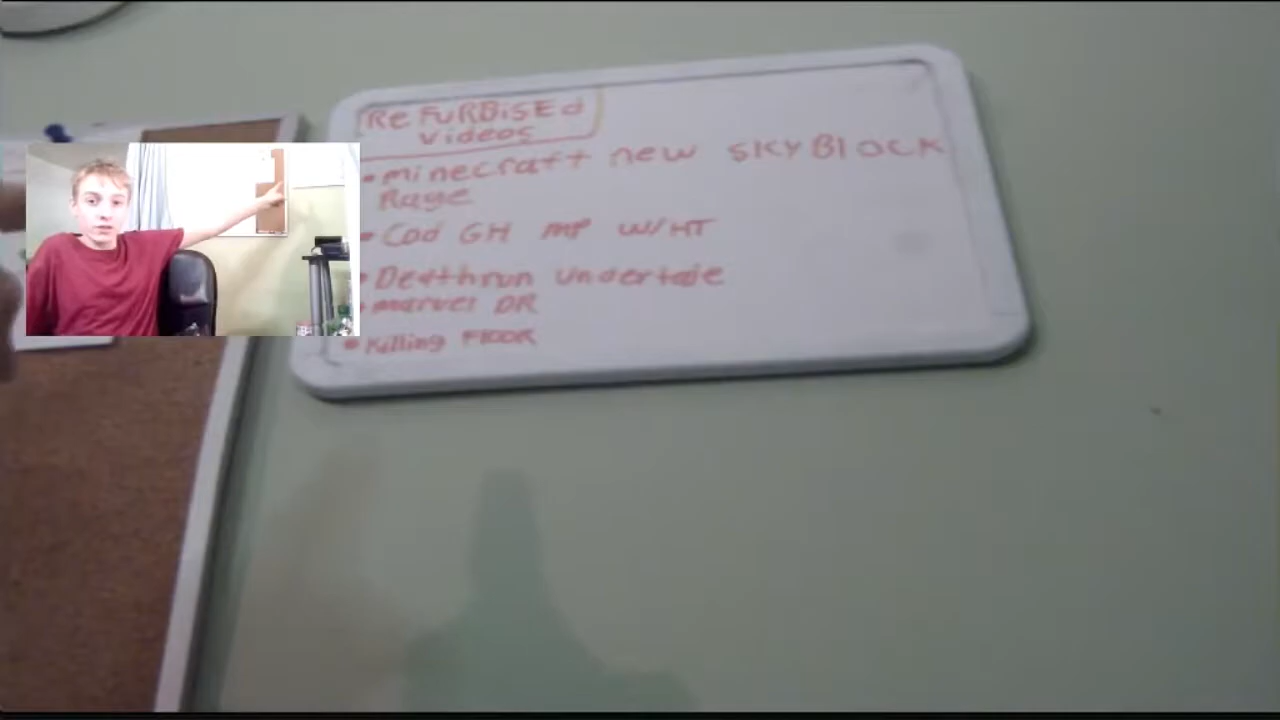 ReFURBiSEd
Videos
• minecraft new SKYBlOCK
Rage
• Cod GH MP W/HT
• Deathrun Undertale
• marvel DR
• Killing FlOOR